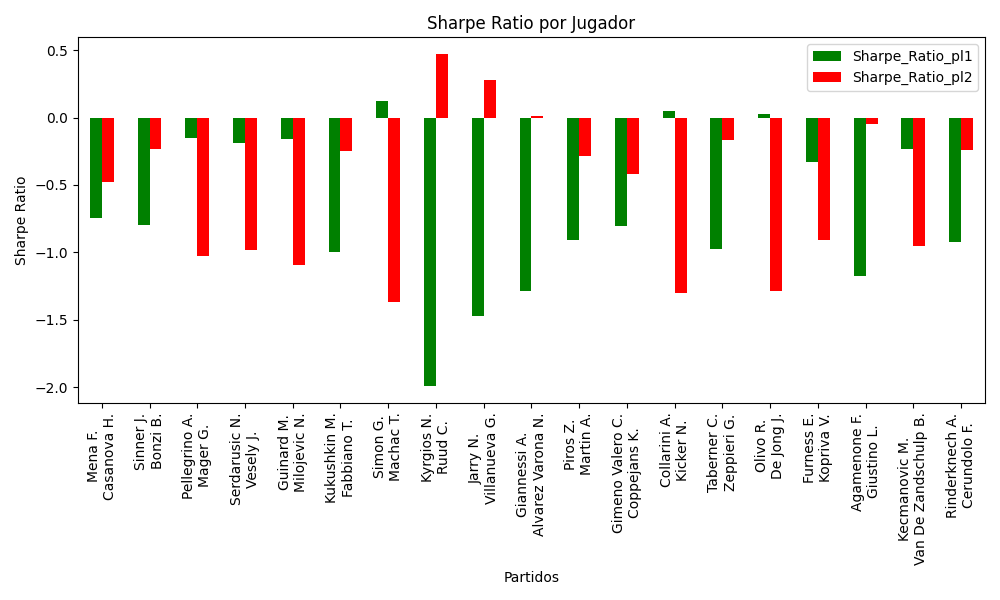 Sharpe Ratio por Jugador
Sharpe_Ratio_pl1
Sharpe_Ratio_pl2
Sharpe Ratio
0.5
0.0
−0.5
−1.0
−1.5
−2.0
Mena F.
Casanova H.
Sinner J.
Bonzi B.
Pellegrino A.
Mager G.
Serdarusic N.
Vesely J.
Guinard M.
Milojevic N.
Kukushkin M.
Fabbiano T.
Simon G.
Machac T.
Kyrgios N.
Ruud C.
Jarry N.
Villanueva G.
Giannessi A.
Alvarez Varona N.
Piros Z.
Martin A.
Gimeno Valero C.
Coppejans K.
Collarini A.
Kicker N.
Taberner C.
Zeppieri G.
Olivo R.
De Jong J.
Furness E.
Kopriva V.
Agamenone F.
Giustino L.
Kecmanovic M.
Van De Zandschulp B.
Rinderknech A.
Cerundolo F.
Partidos